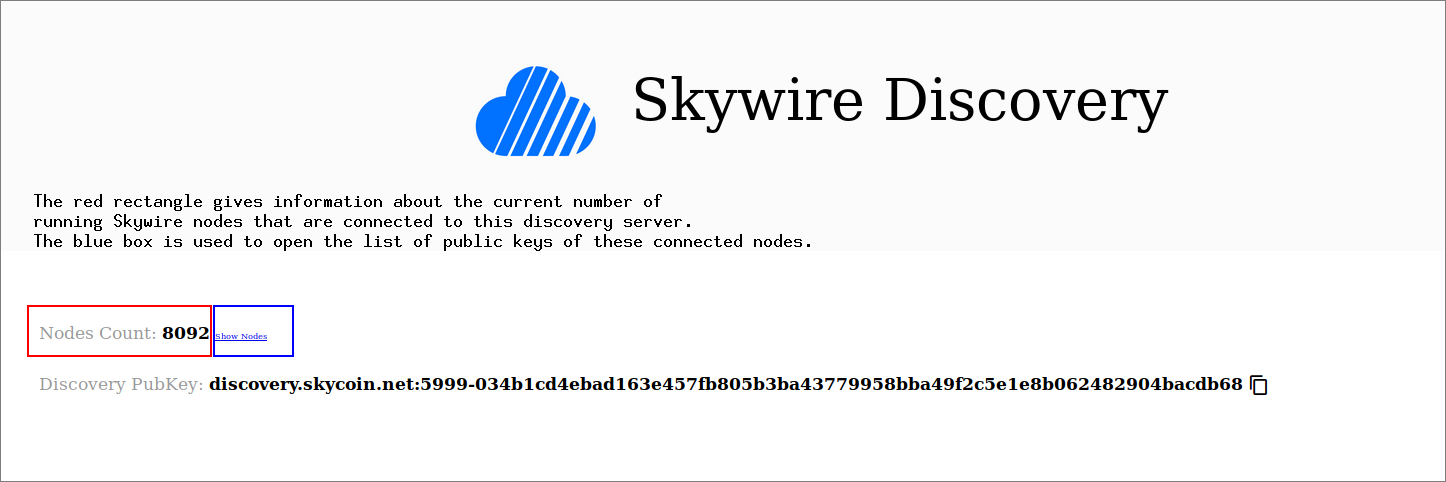 Skywire Discovery
The red rectangle gives information about the current number of
running Skywire nodes that are connected to this discovery server.
The blue box is used to open the list of public keys of these connected nodes.
Nodes Count: 8092 Show Nodes
Discovery PubKey: discovery.skycoin.net:5999-034b1cd4ebad163e457fb805b3ba43779958bba49f2c5e1e8b062482904bacdb68